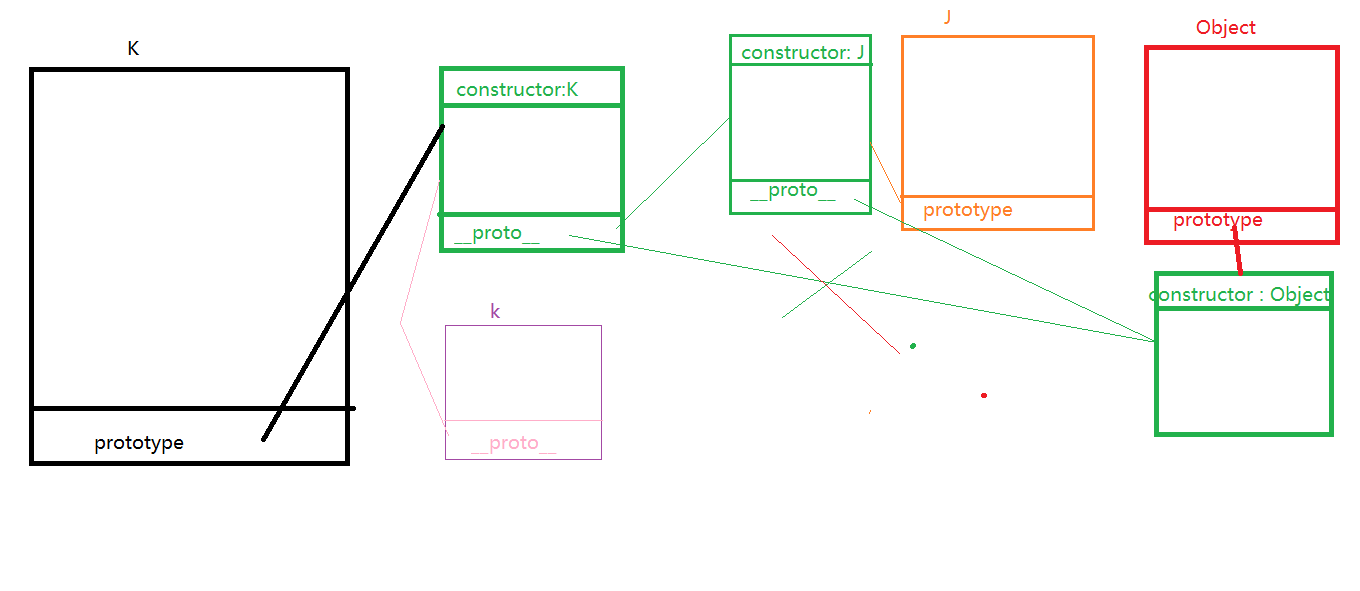 K
constructor:K
__proto__
prototype
k
__proto__
constructor: J
__proto__
J
prototype
Object
prototype
constructor : Object